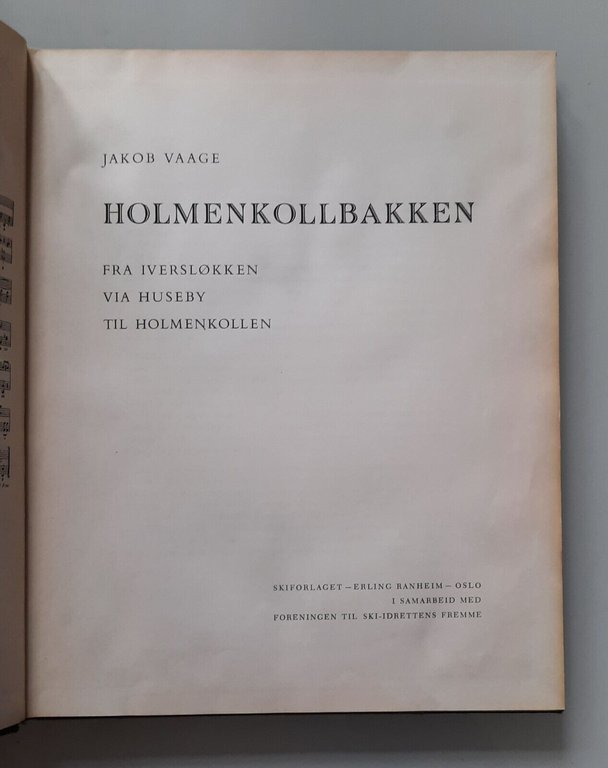 JAKOB VAAGE
HOLMENKOLLBAKKEN
FRA IVERSLØKKEN
VIA HUSEBY
TIL HOLMENKOLLEN
SKIFORLAGET – ERLING RANHEIM – OSLO
I SAMARBEID MED
FORENINGEN TIL SKI-IDRETTENS FREMME